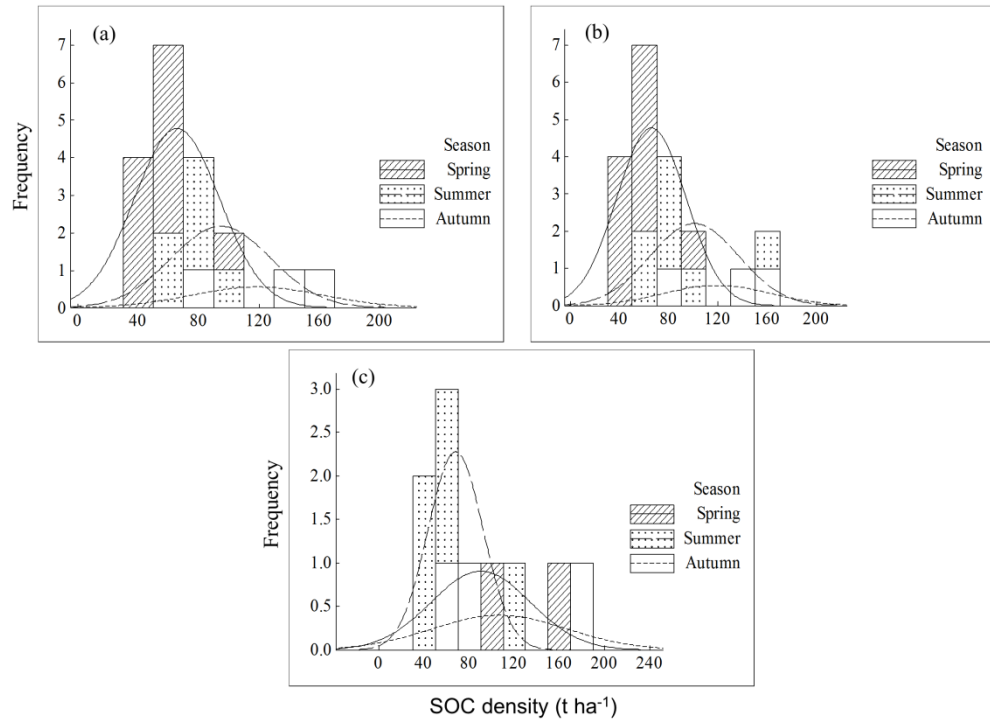 (a)
Frequency
7
6
5
4
3
2
1
0
0 40 80 120 160 200
Season
Spring
Summer
Autumn
(b)
7
6
5
4
3
2
1
0
0 40 80 120 160 200
Season
Spring
Summer
Autumn
(c)
Frequency
3.0
2.5
2.0
1.5
1.0
0.5
0.0
0 40 80 120 160 200 240
Season
Spring
Summer
Autumn
SOC density (t ha⁻¹)